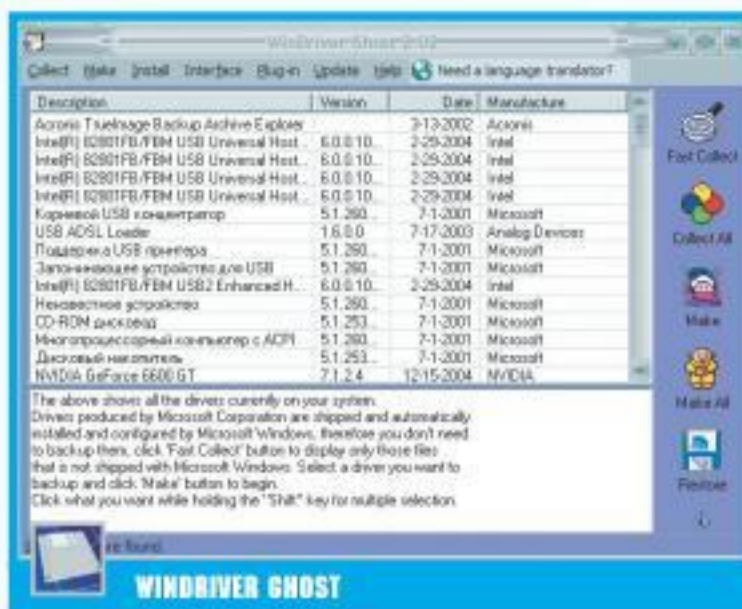 WinDriver Ghost 2.02
Collect Make Install Interface Plug-in Update Help Need a language translator?
Description Version Date Manufacture
Acronis TrueImage Backup Archive Explorer 3-13-2002 Acronis
Intel(R) 82801FB/FBM USB Universal Host... 6.0.0.10... 2-29-2004 Intel
Intel(R) 82801FB/FBM USB Universal Host... 6.0.0.10... 2-29-2004 Intel
Intel(R) 82801FB/FBM USB Universal Host... 6.0.0.10... 2-29-2004 Intel
Intel(R) 82801FB/FBM USB Universal Host... 6.0.0.10... 2-29-2004 Intel
Корневой USB концентратор 5.1.260... 7-1-2001 Microsoft
USB ADSL Loader 1.6.0.0 7-17-2003 Analog Devices
Поддержка USB принтера 5.1.260... 7-1-2001 Microsoft
Запоминающее устройство для USB 5.1.260... 7-1-2001 Microsoft
Intel(R) 82801FB/FBM USB2 Enhanced H... 6.0.0.10... 2-29-2004 Intel
Неизвестное устройство 5.1.260... 7-1-2001 Microsoft
CD-ROM дисковод 5.1.253... 7-1-2001 Microsoft
Многопроцессорный компьютер с ACPI 5.1.260... 7-1-2001 Microsoft
Дисковый накопитель 5.1.253... 7-1-2001 Microsoft
NVIDIA GeForce 6600 GT 7.1.2.4 12-15-2004 NVIDIA
Fast Collect
Collect All
Make
Make All
Restore
The above shows all the drivers currently on your system.
Drivers produced by Microsoft Corporation are shipped and automatically
installed and configured by Microsoft Windows, therefore you don't need
to backup them, click 'Fast Collect' button to display only those files
that is not shipped with Microsoft Windows. Select a driver you want to
backup and click 'Make' button to begin.
Click what you want while holding the "Shift" key for multiple selection.
are found.
WINDRIVER GHOST